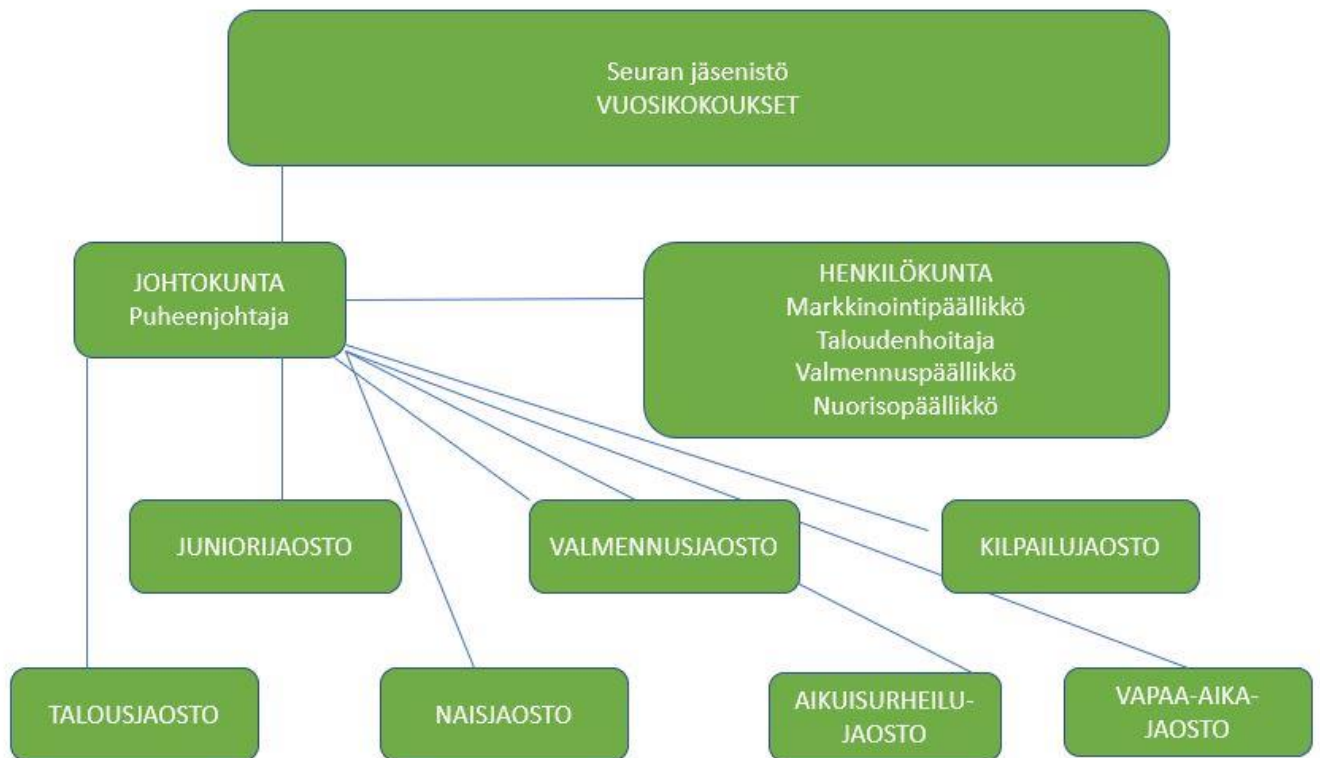 Seuran jäsenistö
VUOSIKOKOUKSET
JOHTOKUNTA
Puheenjohtaja
HENKILÖKUNTA
Markkinointipäällikkö
Taloudenhoitaja
Valmennuspäällikkö
Nuorisopäällikkö
JUNIORIJAOSTO
VALMENNUSJAOSTO
KILPAILUJAOSTO
TALOUSJAOSTO
NAISJAOSTO
AIKUISURHEILU-
JAOSTO
VAPAA-AIKA-
JAOSTO